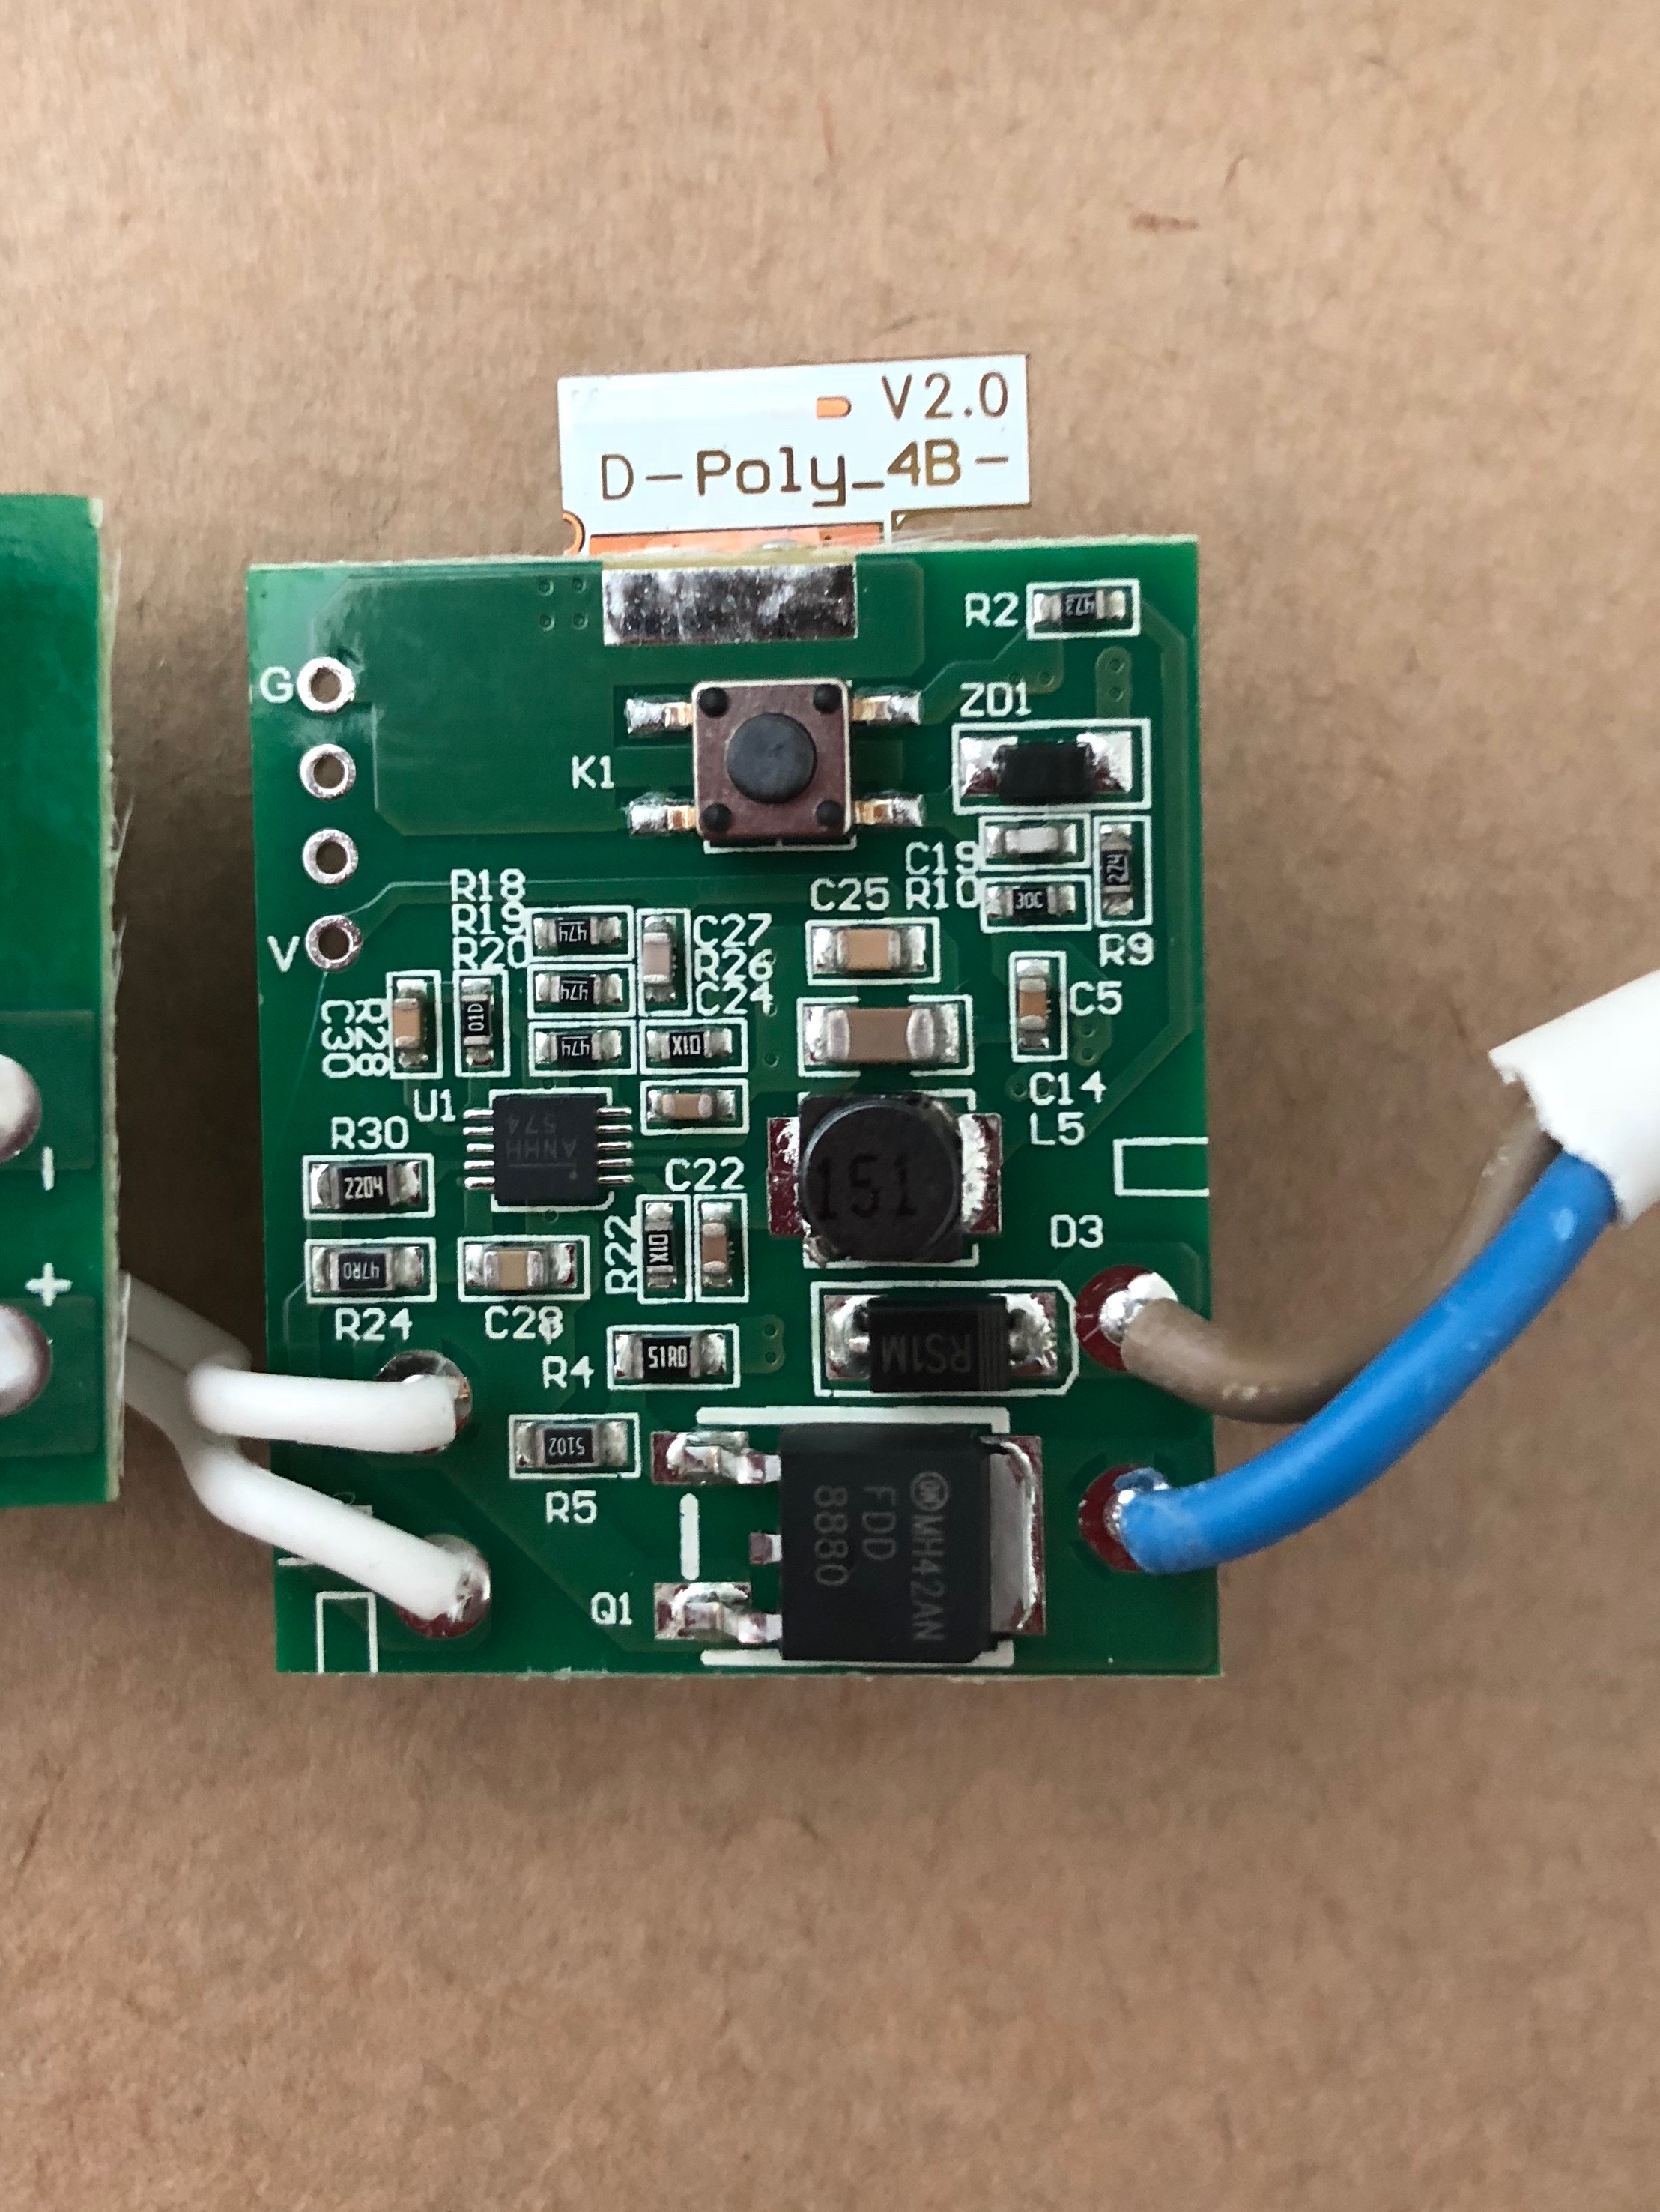 V2.0
D-Poly_4B-
R2
473
G
ZD1
K1
C19
R10
30C
274
R9
C25
R18
R19
R20
474
474
474
C27
R26
C24
V
R28
C30
01D
01X
C5
C14
L5
U1
ANHH
574
R30
2204
C22
151
-
+
R22
01X
D3
47R0
R24
C28
R4
51R0
RS1M
R5
5102
Q1
ON MH42AN
FDD
8880